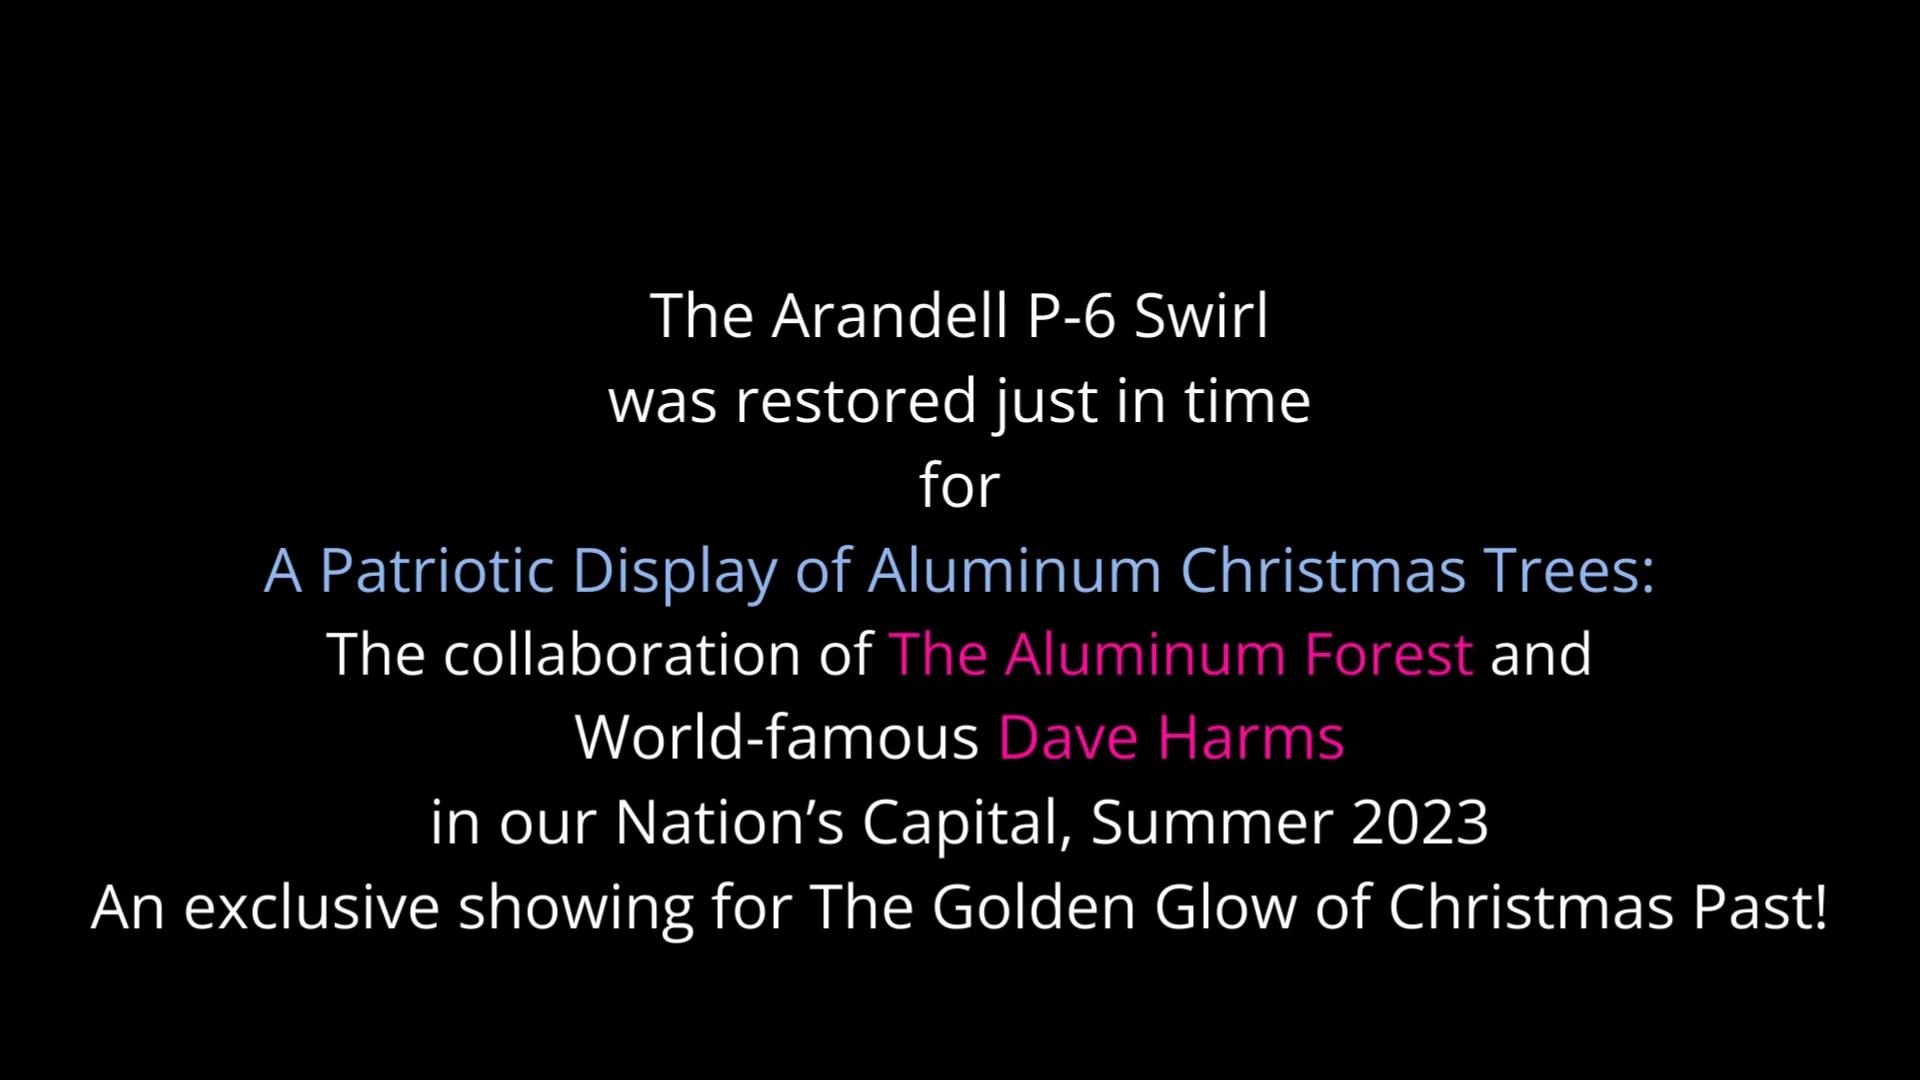 The Arandell P-6 Swirl
was restored just in time
for
A Patriotic Display of Aluminum Christmas Trees:
The collaboration of The Aluminum Forest and
World-famous Dave Harms
in our Nation’s Capital, Summer 2023
An exclusive showing for The Golden Glow of Christmas Past!